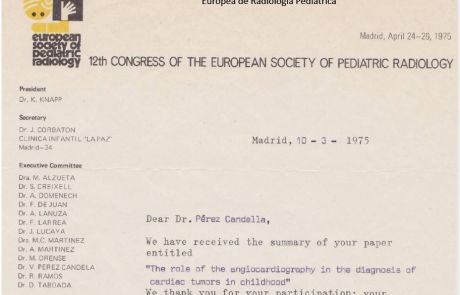 Europea de Radiología Pediátrica
european
society of
pediatric
radiology
Madrid, April 24-26, 1975
12th CONGRESS OF THE EUROPEAN SOCIETY OF PEDIATRIC RADIOLOGY
President
Dr. K. KNAPP
Secretary
Dr. J. CORBATON
CLINICA INFANTIL "LA PAZ"
Madrid-34
Executive Committee
Dra. M. ALZUETA
Dr. S. CREIXELL
Dr. A. DOMENECH
Dr. F. DE JUAN
Dr. A. LANUZA
Dr. F. LARREA
Dr. J. LUCAYA
Dra. M.C. MARTINEZ
Dr. A. MARTINEZ
Dr. M. ORENSE
Dr. V. PEREZ CANDELA
Dr. R. RAMOS
Dr. D. TABOADA
Madrid, 10 - 3 - 1975
Dear Dr. Pérez Candella,
We have received the summary of your paper
entitled
"The role of the angiocardiography in the diagnosis of
cardiac tumors in childhood"
We thank you for your participation; your